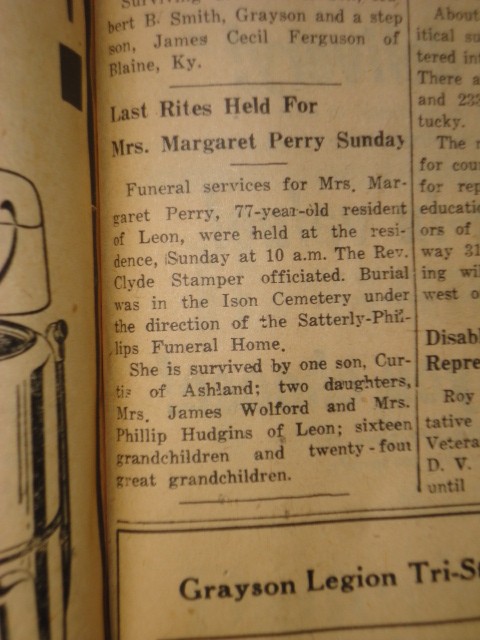 bert B. Smith, Grayson and a step
son, James Cecil Ferguson of
Blaine, Ky.
Last Rites Held For
Mrs. Margaret Perry Sunday
Funeral services for Mrs. Mar-
garet Perry, 77-year-old resident
of Leon, were held at the resi-
dence, Sunday at 10 a.m. The Rev.
Clyde Stamper officiated. Burial
was in the Ison Cemetery under
the direction of the Satterly-Phil-
lips Funeral Home.
She is survived by one son, Cur-
tis of Ashland; two daughters,
Mrs. James Wolford and Mrs.
Phillip Hudgins of Leon; sixteen
grandchildren and twenty-four
great grandchildren.
About
itical su
tered in
There a
and 23
tucky.
The
for cou
for rep
educati
ors of
way 31
ing wil
west o
Disabl
Repre
Roy
tative
Vetera
D. V.
until
Grayson Legion Tri-S